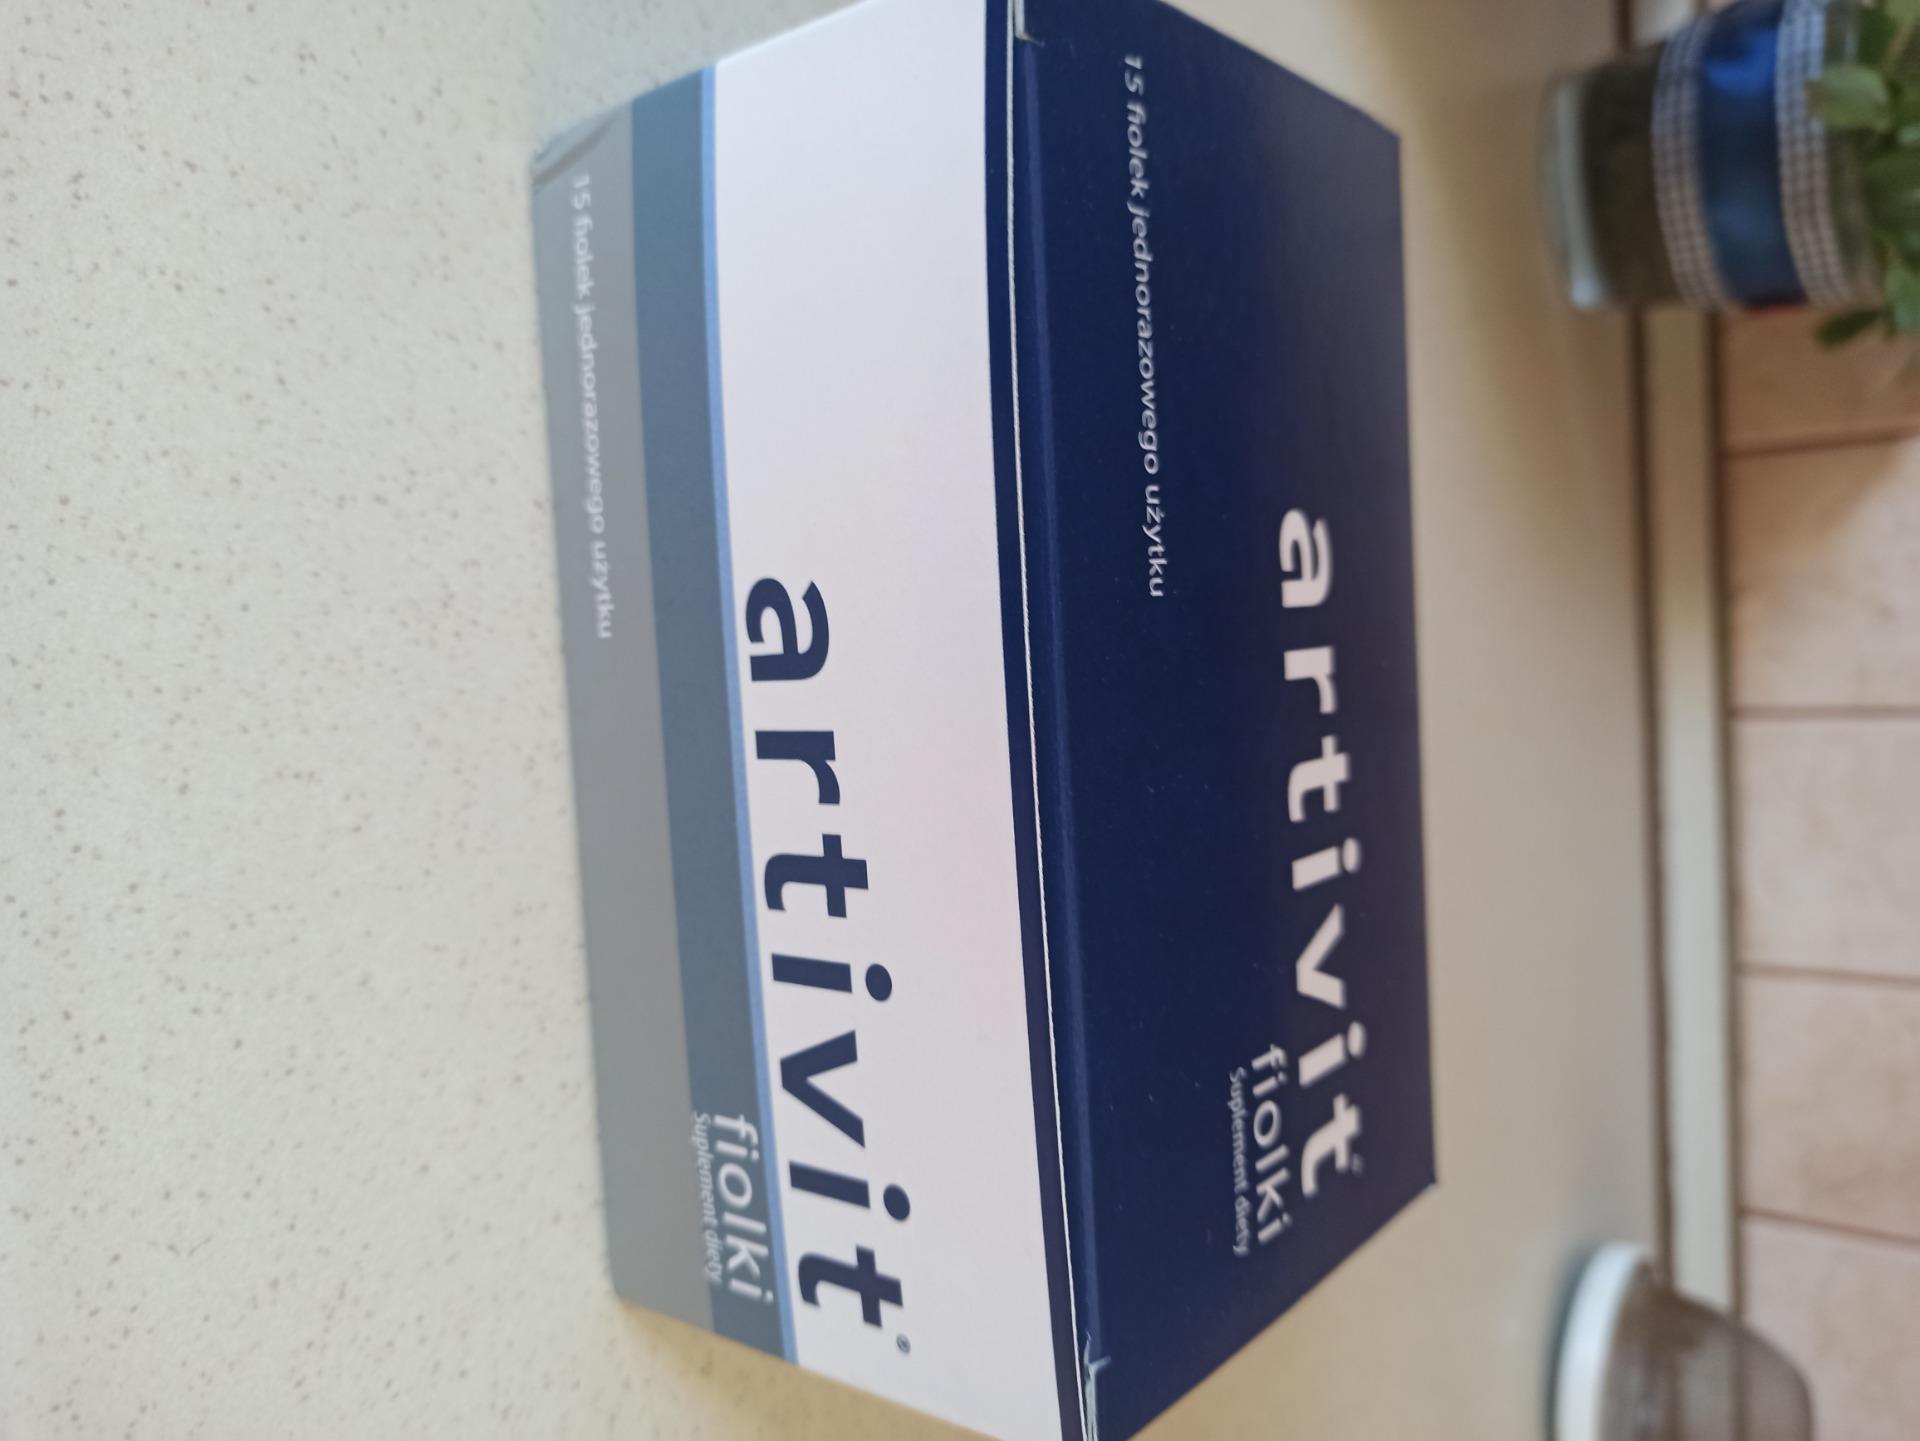 artivit®
fiolki
Suplement diety
15 fiolek jednorazowego użytku
artivit®
fiolki
Suplement diety
15 fiolek jednorazowego użytku